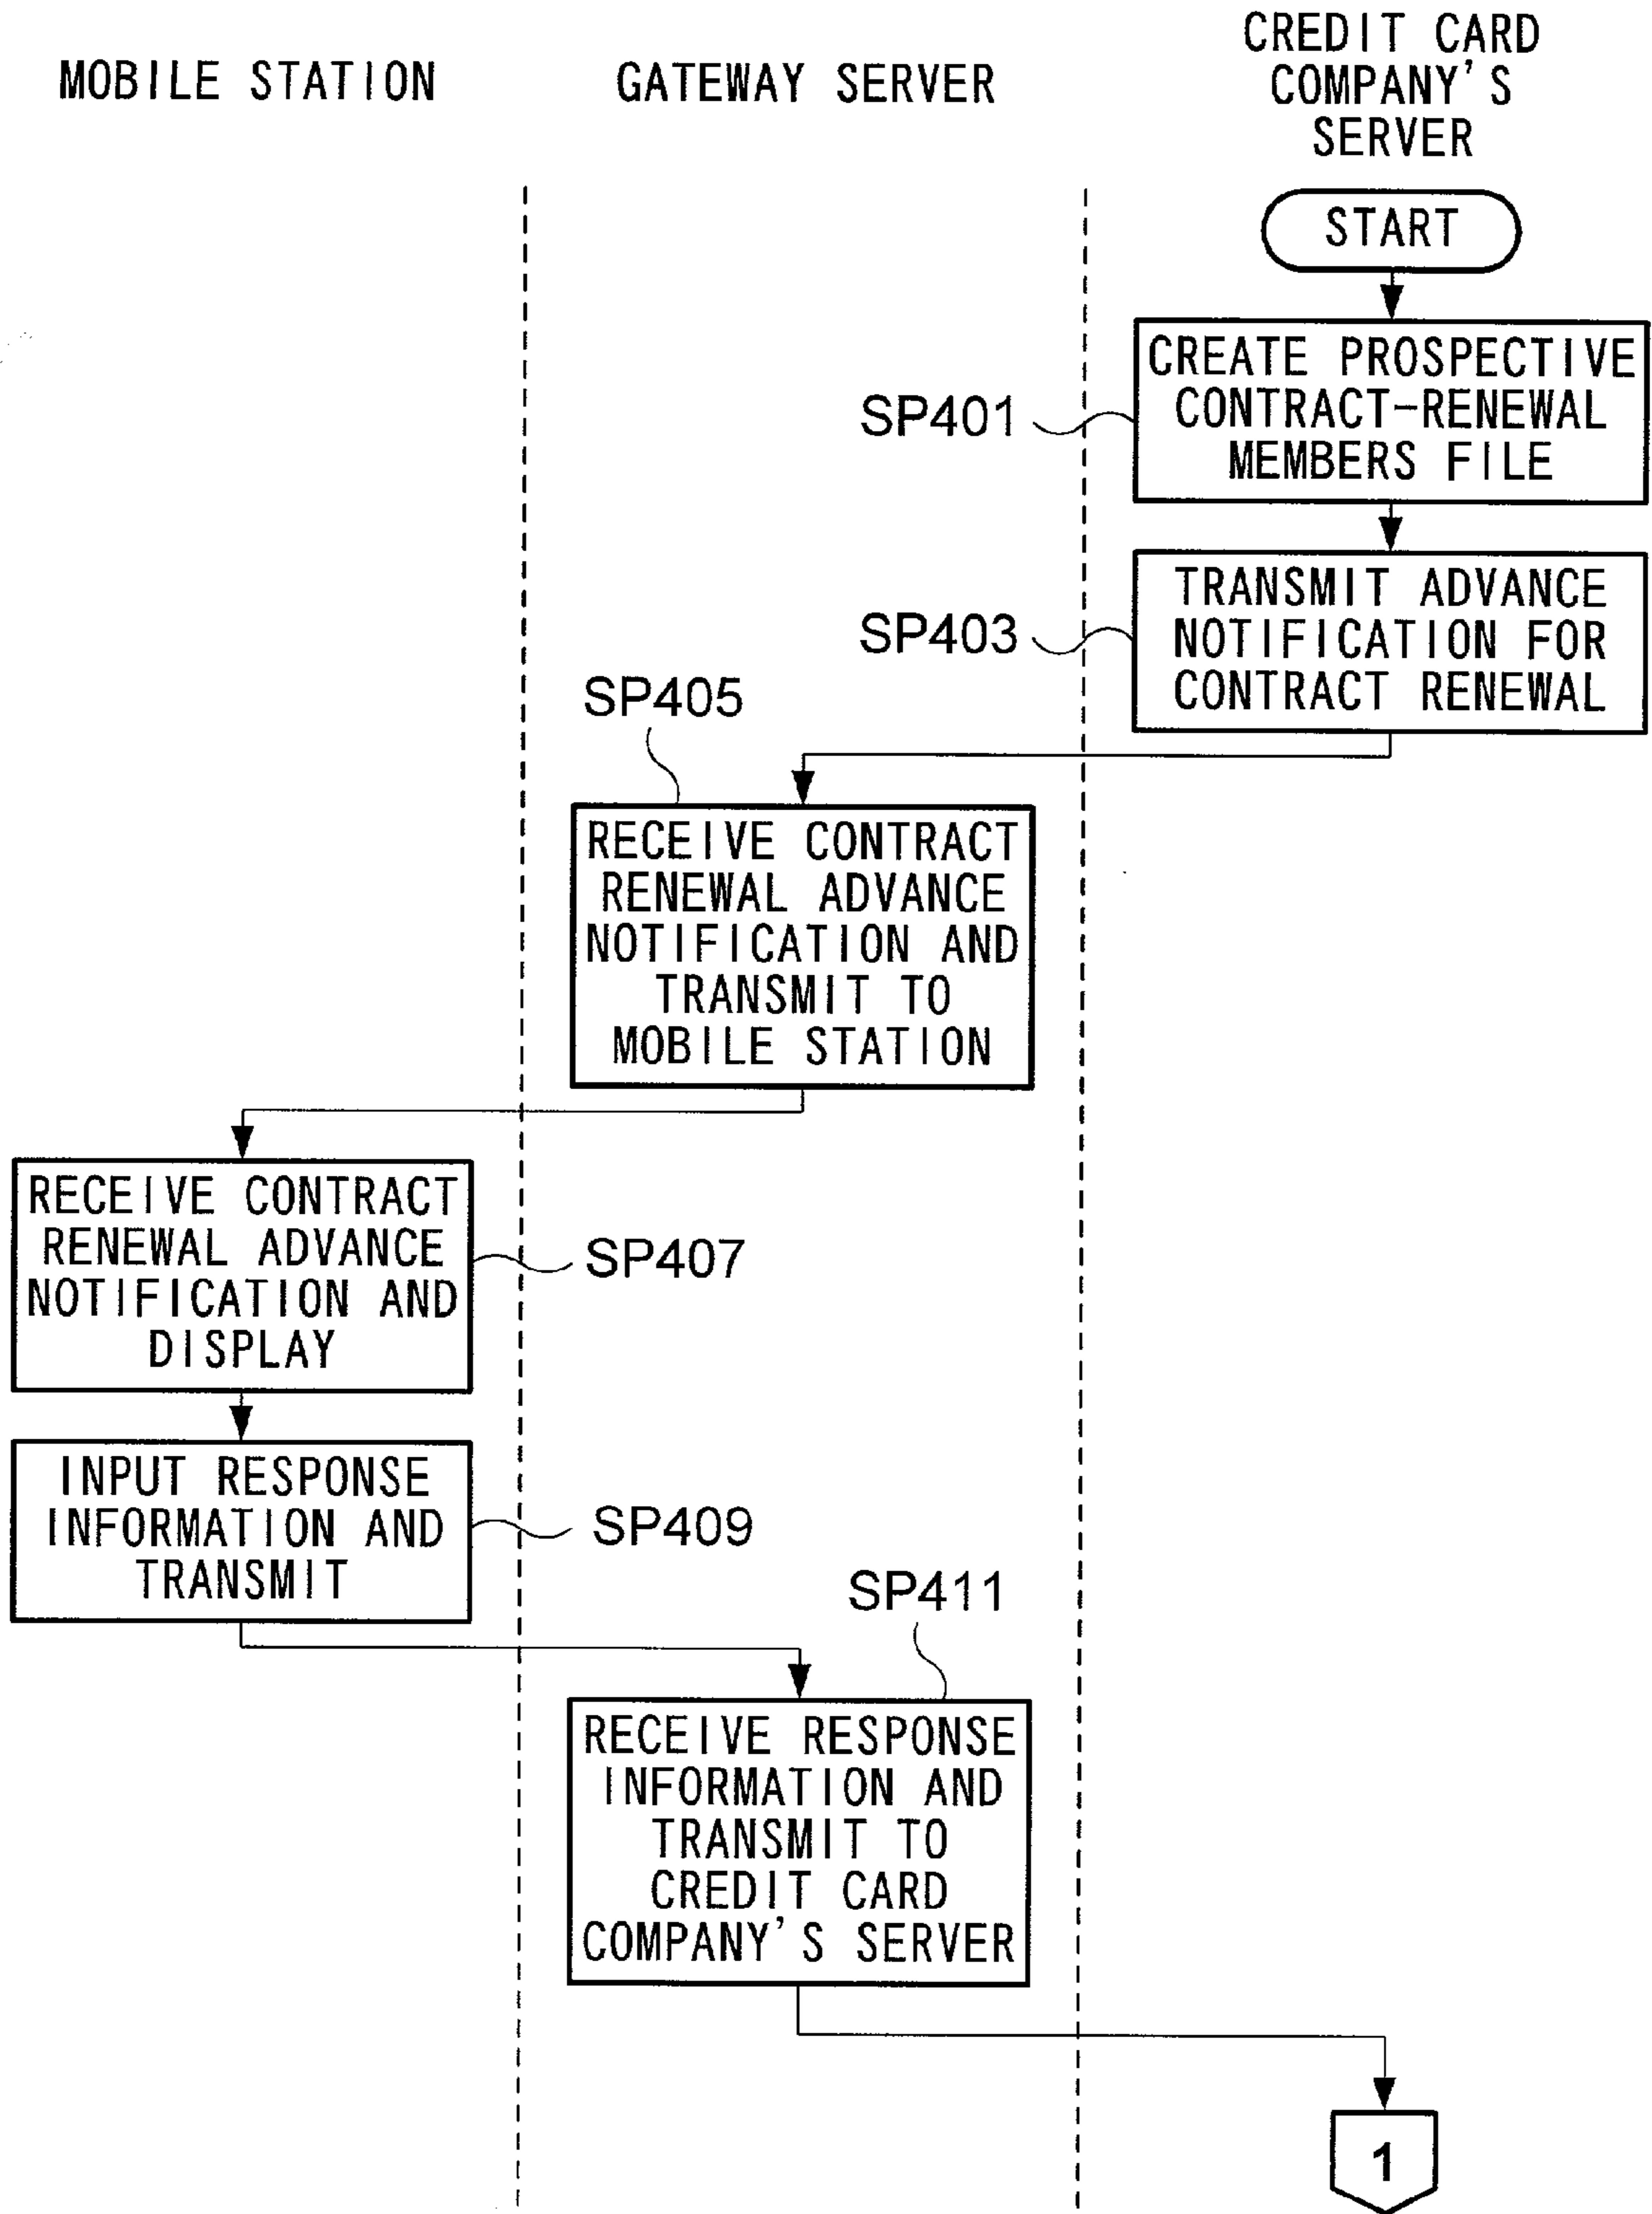 MOBILE STATION
GATEWAY SERVER
CREDIT CARD
COMPANY'S
SERVER
START
SP401
CREATE PROSPECTIVE
CONTRACT-RENEWAL
MEMBERS FILE
SP403
TRANSMIT ADVANCE
NOTIFICATION FOR
CONTRACT RENEWAL
SP405
RECEIVE CONTRACT
RENEWAL ADVANCE
NOTIFICATION AND
TRANSMIT TO
MOBILE STATION
RECEIVE CONTRACT
RENEWAL ADVANCE
NOTIFICATION AND
DISPLAY
SP407
INPUT RESPONSE
INFORMATION AND
TRANSMIT
SP409
SP411
RECEIVE RESPONSE
INFORMATION AND
TRANSMIT TO
CREDIT CARD
COMPANY'S SERVER
1